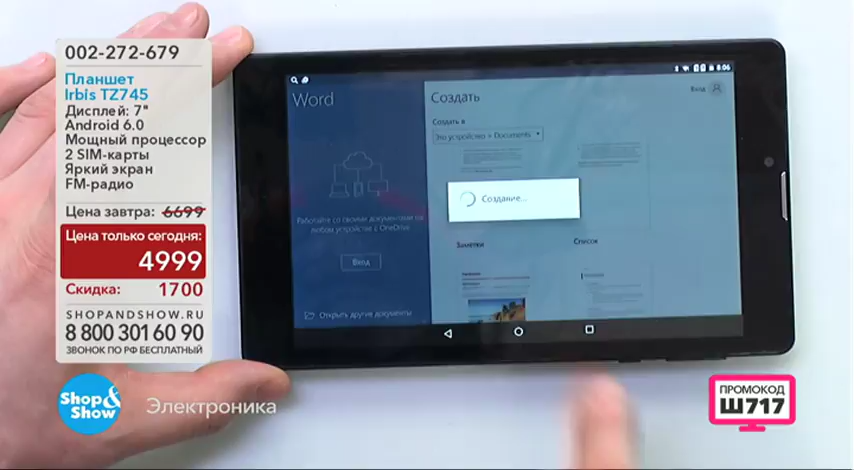 002-272-679
Планшет
Irbis TZ745
Дисплей: 7"
Android 6.0
Мощный процессор
2 SIM-карты
Яркий экран
FM-радио
Цена завтра: 6699
Цена только сегодня:
4999
Скидка: 1700
SHOPANDSHOW.RU
8 800 301 60 90
ЗВОНОК ПО РФ БЕСПЛАТНЫЙ
Shop&
Show
Электроника
8:06
Word
Работайте со своими документами на
любом устройстве с OneDrive
Вход
Открыть другие документы
Создать
Вход
Создать в
Это устройство > Documents
Создание...
Заметки
Список
ПРОМОКОД
Ш717